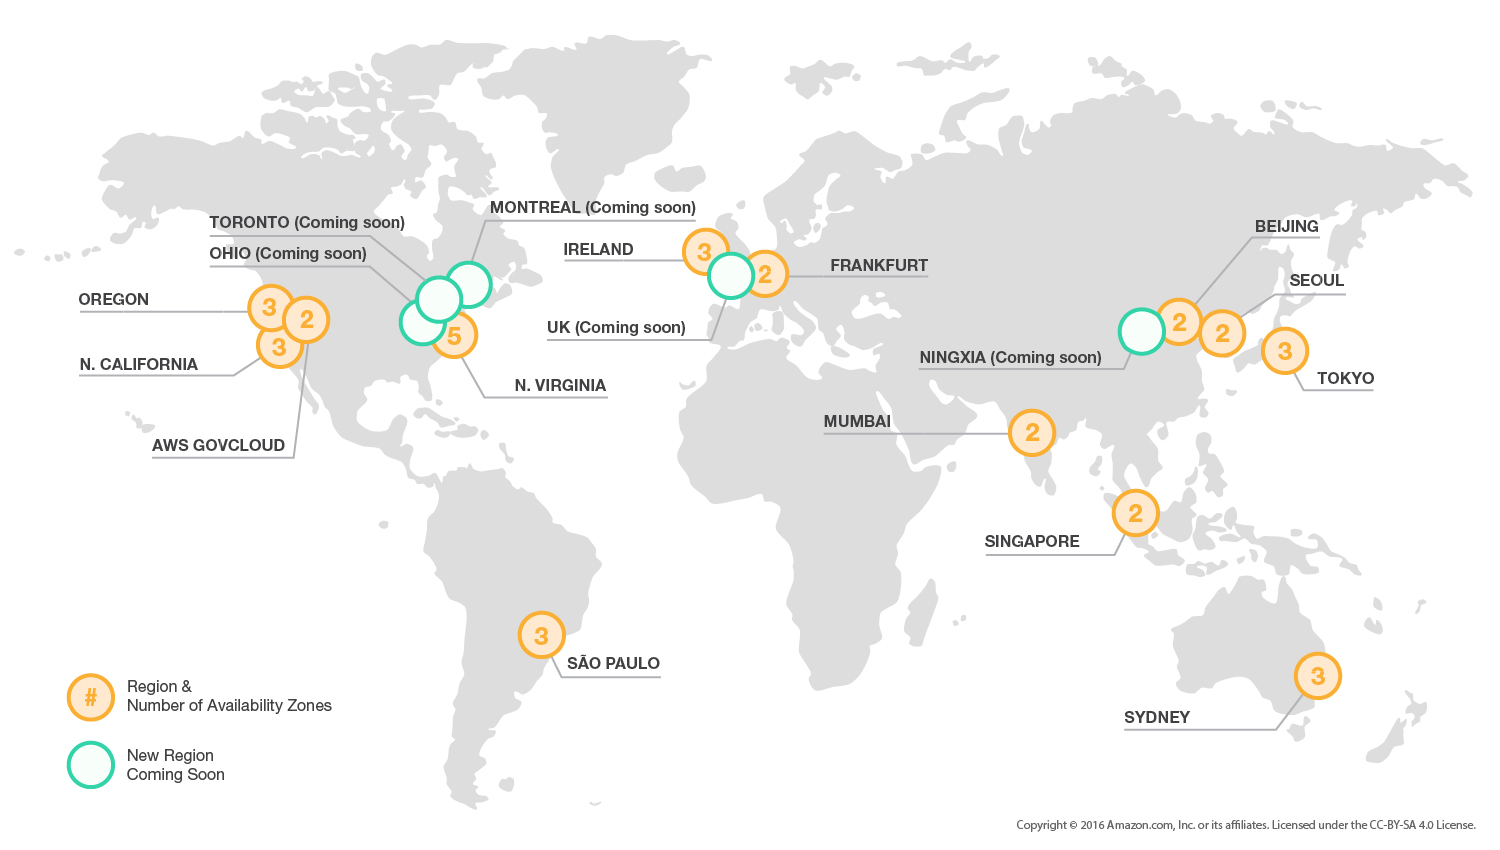 MONTREAL (Coming soon)
TORONTO (Coming soon)
OHIO (Coming soon)
IRELAND
3
2
FRANKFURT
BEIJING
SEOUL
OREGON
3
2
3
5
N. CALIFORNIA
UK (Coming soon)
2
2
3
NINGXIA (Coming soon)
TOKYO
N. VIRGINIA
AWS GOVCLOUD
MUMBAI
2
2
SINGAPORE
3
SÃO PAULO
3
SYDNEY
#
Region &
Number of Availability Zones
New Region
Coming Soon
Copyright © 2016 Amazon.com, Inc. or its affiliates. Licensed under the CC-BY-SA 4.0 License.